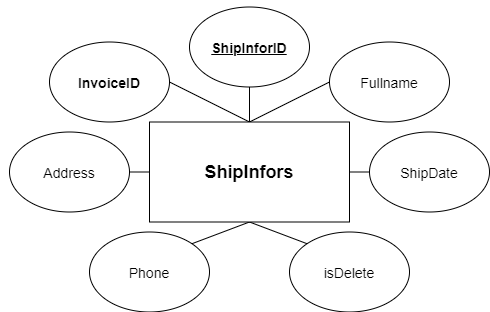 ShipInforID
InvoiceID
Fullname
Address
ShipInfors
ShipDate
Phone
isDelete